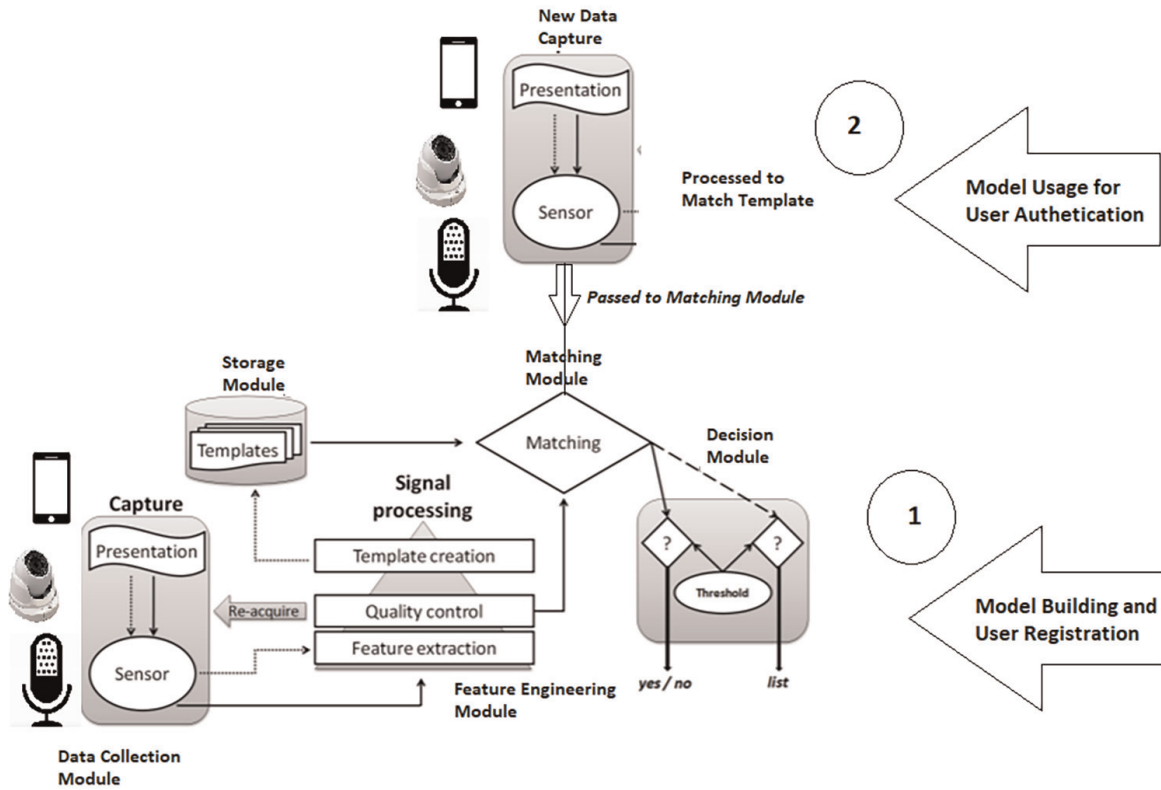 New Data
Capture
Presentation
Sensor
2
Processed to
Match Template
Model Usage for
User Authetication
Passed to Matching Module
Storage
Module
Matching
Module
Templates
Matching
Decision
Module
Capture
Signal
processing
1
Presentation
Template creation
?
?
Re-acquire
Quality control
Threshold
Model Building and
User Registration
Sensor
Feature extraction
Feature Engineering
Module
yes / no
list
Data Collection
Module